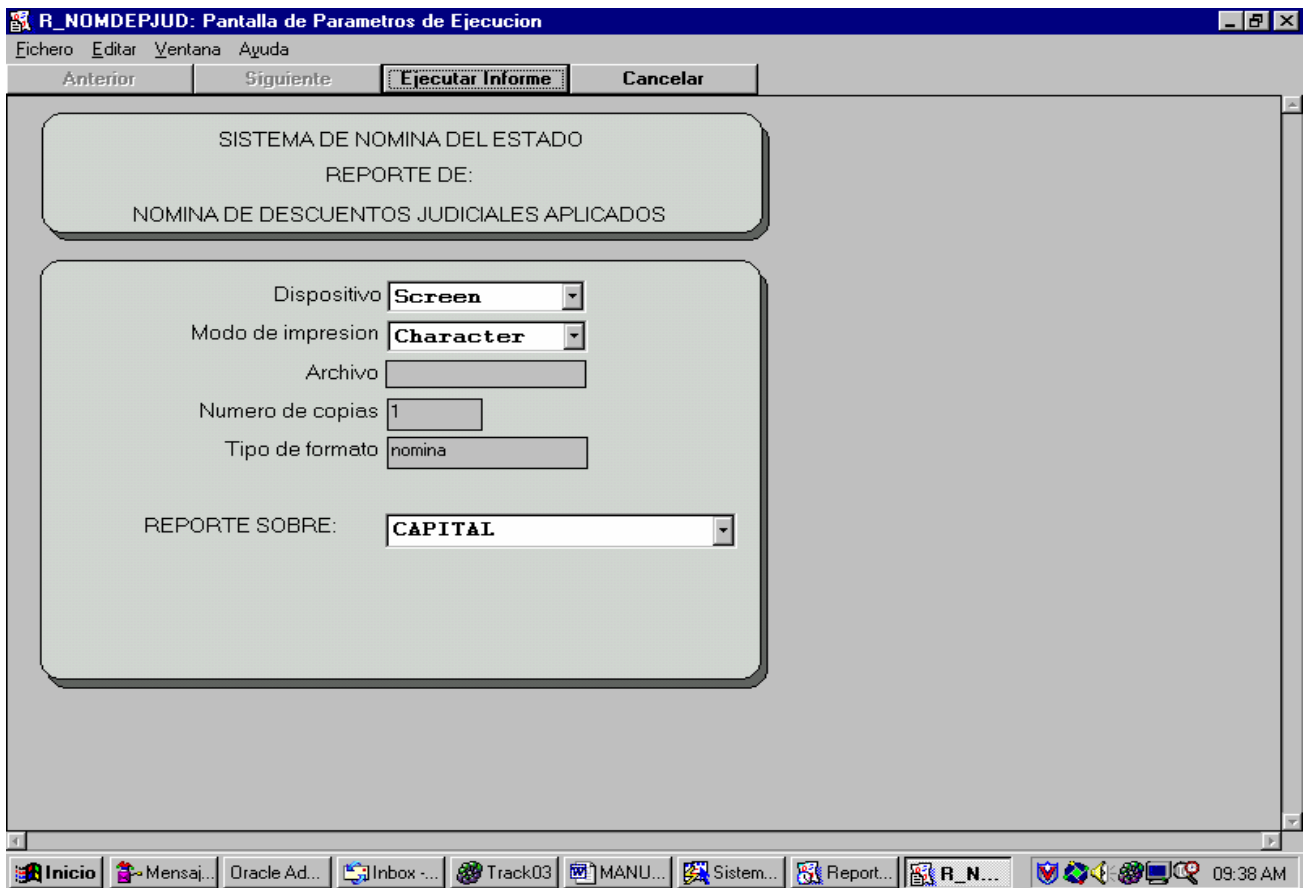 R_NOMDEPJUD: Pantalla de Parametros de Ejecucion
Fichero Editar Ventana Ayuda
Anterior Siguiente Ejecutar Informe Cancelar
SISTEMA DE NOMINA DEL ESTADO
REPORTE DE:
NOMINA DE DESCUENTOS JUDICIALES APLICADOS
Dispositivo Screen
Modo de impresion Character
Archivo
Numero de copias 1
Tipo de formato nomina
REPORTE SOBRE: CAPITAL
Inicio Mensaj... Oracle Ad... Inbox -... Track03 MANU... Sistem... Report... R_N... 09:38 AM